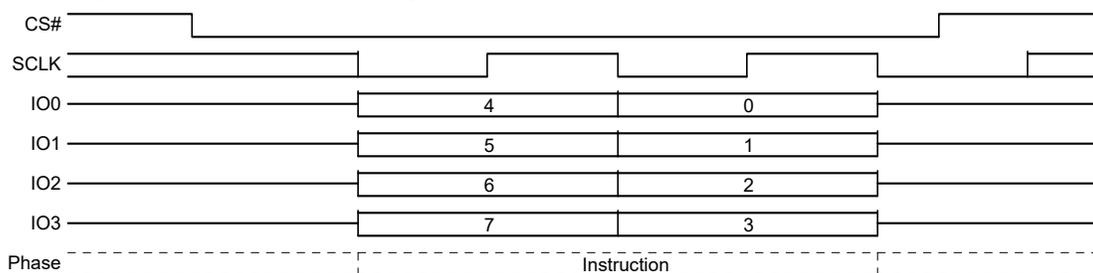 CS#
SCLK
IO0 4 0
IO1 5 1
IO2 6 2
IO3 7 3
Phase Instruction